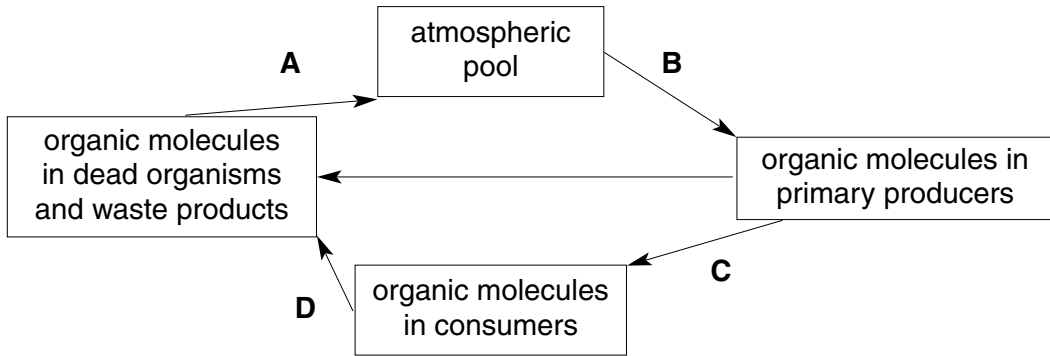 atmospheric
pool
A
B
organic molecules
in dead organisms
and waste products
organic molecules in
primary producers
C
organic molecules
in consumers
D